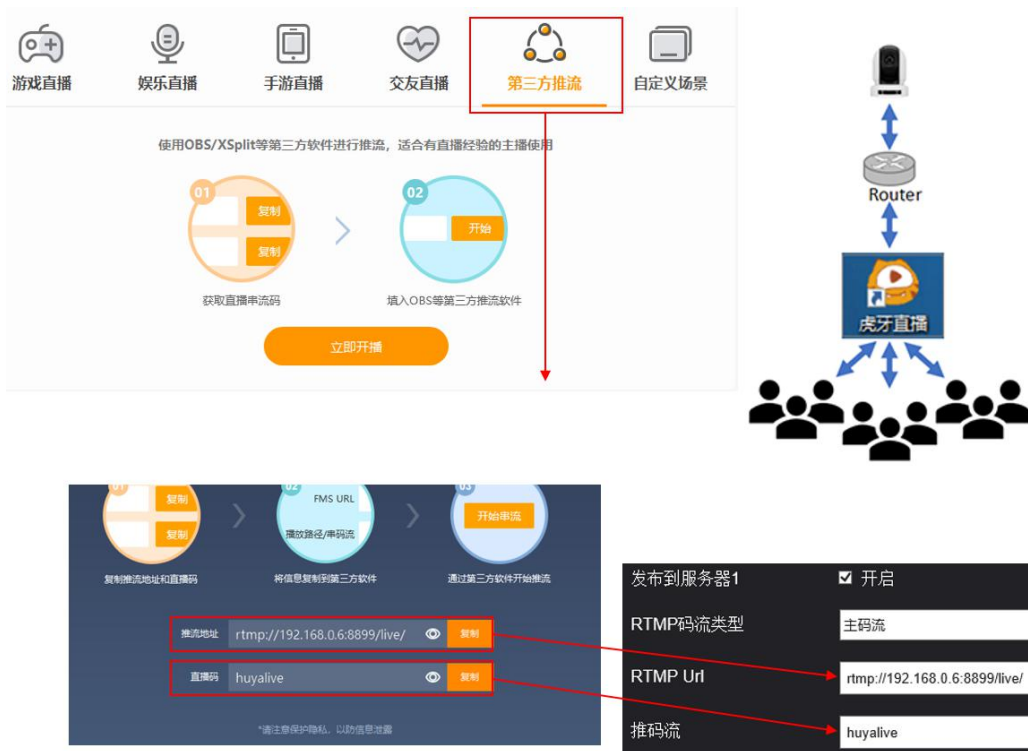 游戏直播
娱乐直播
手游直播
交友直播
第三方推流
自定义场景
使用OBS/XSplit等第三方软件进行推流，适合有直播经验的主播使用
01
复制
复制
02
开始
获取直播串流码
填入OBS等第三方推流软件
立即开播
Router
虎牙直播
01
复制
复制
02
FMS URL
播放路径/串码流
03
开始串流
复制推流地址和直播码
将信息复制到第三方软件
通过第三方软件开始推流
推流地址
rtmp://192.168.0.6:8899/live/
复制
直播码
huyalive
复制
*请注意保护隐私，以防信息泄露
发布到服务器1
开启
RTMP码流类型
主码流
RTMP Url
rtmp://192.168.0.6:8899/live/
推码流
huyalive